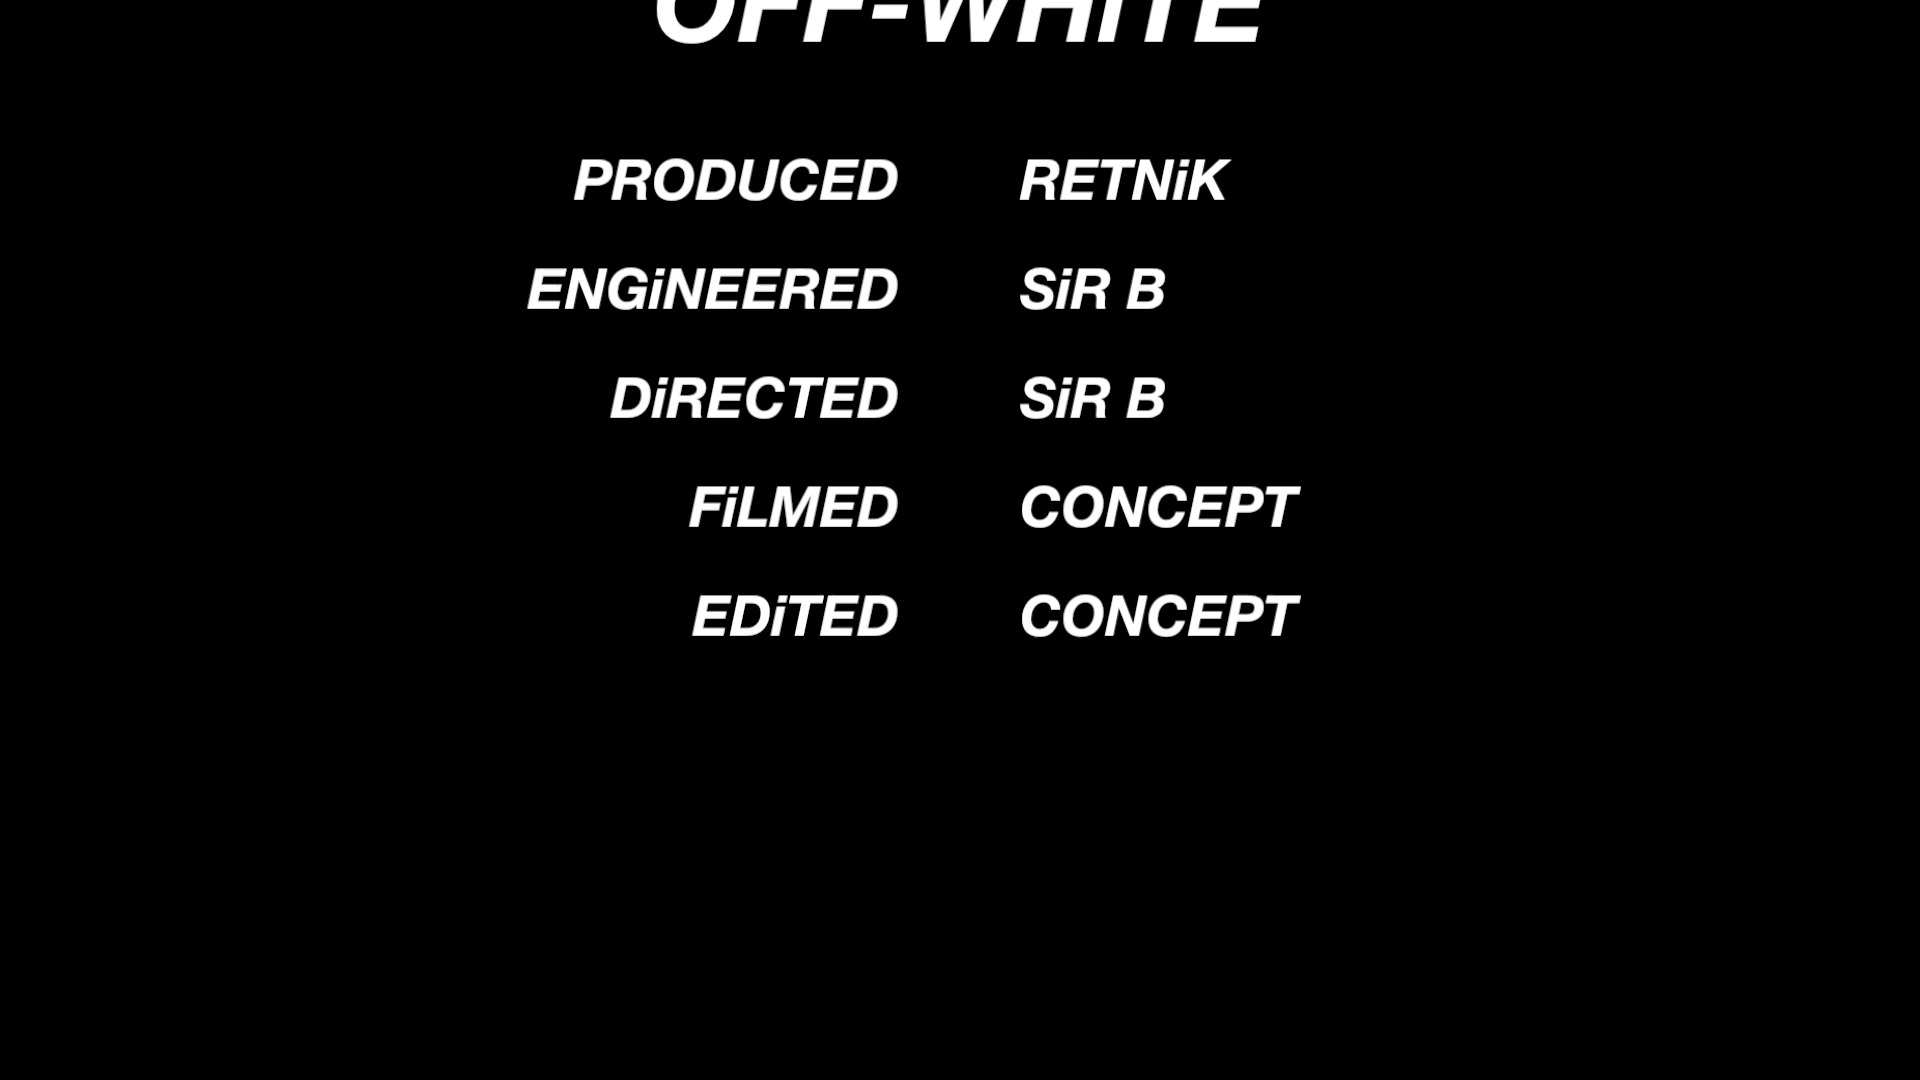 OFF-WHITE
PRODUCED RETNiK
ENGiNEERED SiR B
DiRECTED SiR B
FiLMED CONCEPT
EDiTED CONCEPT